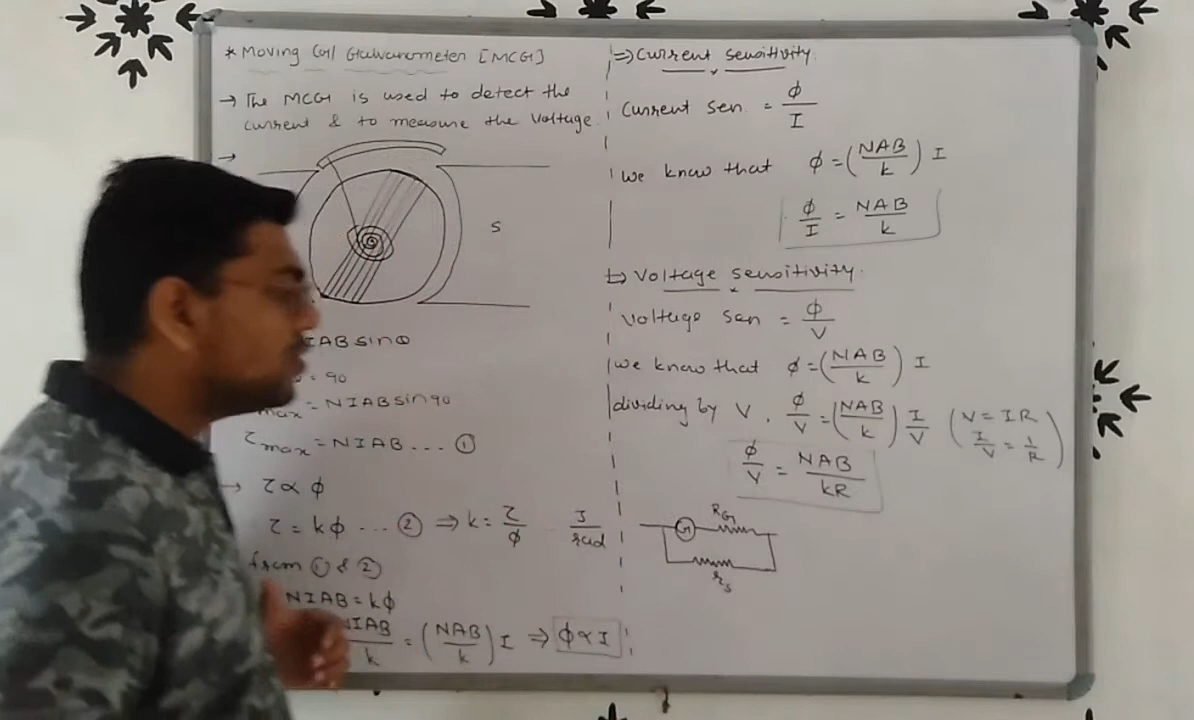 * Moving Coil Galvanometer [MCG]
→ The MCG is used to detect the
current & to measure the voltage.
→
S
IAB sinθ
= 90
max = NIAB sin90
τmax = NIAB ... ①
→ τ ∝ φ
τ = kφ ... ② ⇒ k = τ/φ J/rad
from ① & ②
NIAB = kφ
NIAB/k = (NAB/k) I ⇒ φ ∝ I
⇒ Current sensitivity.
Current sen. = φ/I
we know that φ = (NAB/k) I
φ/I = NAB/k
↳ Voltage sensitivity.
Voltage sen = φ/V
we know that φ = (NAB/k) I
dividing by V. φ/V = (NAB/k) I/V (V = IR
I/V = 1/R)
φ/V = NAB/kR
RG
G
rs